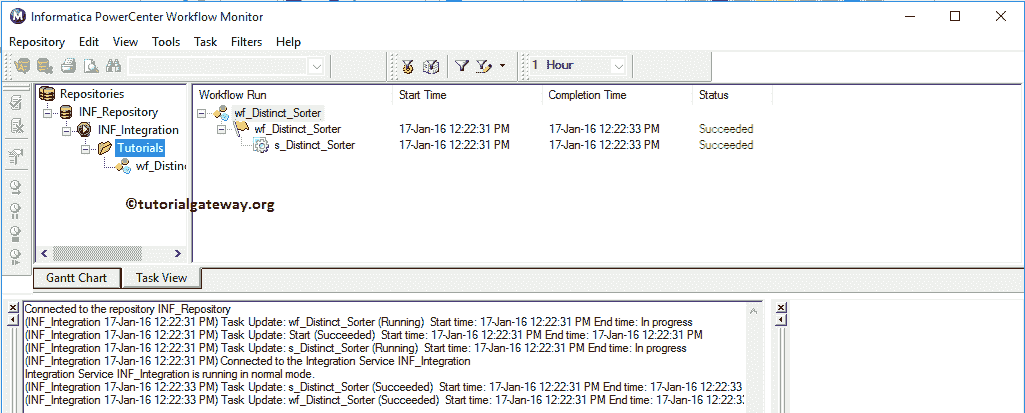 Informatica PowerCenter Workflow Monitor
Repository Edit View Tools Task Filters Help
1 Hour
Repositories
INF_Repository
INF_Integration
Tutorials
wf_Distinc
©tutorialgateway.org
Workflow Run Start Time Completion Time Status
wf_Distinct_Sorter
wf_Distinct_Sorter 17-Jan-16 12:22:31 PM 17-Jan-16 12:22:33 PM Succeeded
s_Distinct_Sorter 17-Jan-16 12:22:31 PM 17-Jan-16 12:22:33 PM Succeeded
Gantt Chart Task View
Connected to the repository INF_Repository
(INF_Integration 17-Jan-16 12:22:31 PM) Task Update: wf_Distinct_Sorter (Running) Start time: 17-Jan-16 12:22:31 PM End time: In progress
(INF_Integration 17-Jan-16 12:22:31 PM) Task Update: Start (Succeeded) Start time: 17-Jan-16 12:22:31 PM End time: 17-Jan-16 12:22:31 PM
(INF_Integration 17-Jan-16 12:22:31 PM) Task Update: s_Distinct_Sorter (Running) Start time: 17-Jan-16 12:22:31 PM End time: In progress
(INF_Integration 17-Jan-16 12:22:31 PM) Connected to the Integration Service INF_Integration
Integration Service INF_Integration is running in normal mode.
(INF_Integration 17-Jan-16 12:22:33 PM) Task Update: s_Distinct_Sorter (Succeeded) Start time: 17-Jan-16 12:22:31 PM End time: 17-Jan-16 12:22:33
(INF_Integration 17-Jan-16 12:22:33 PM) Task Update: wf_Distinct_Sorter (Succeeded) Start time: 17-Jan-16 12:22:31 PM End time: 17-Jan-16 12:22:3